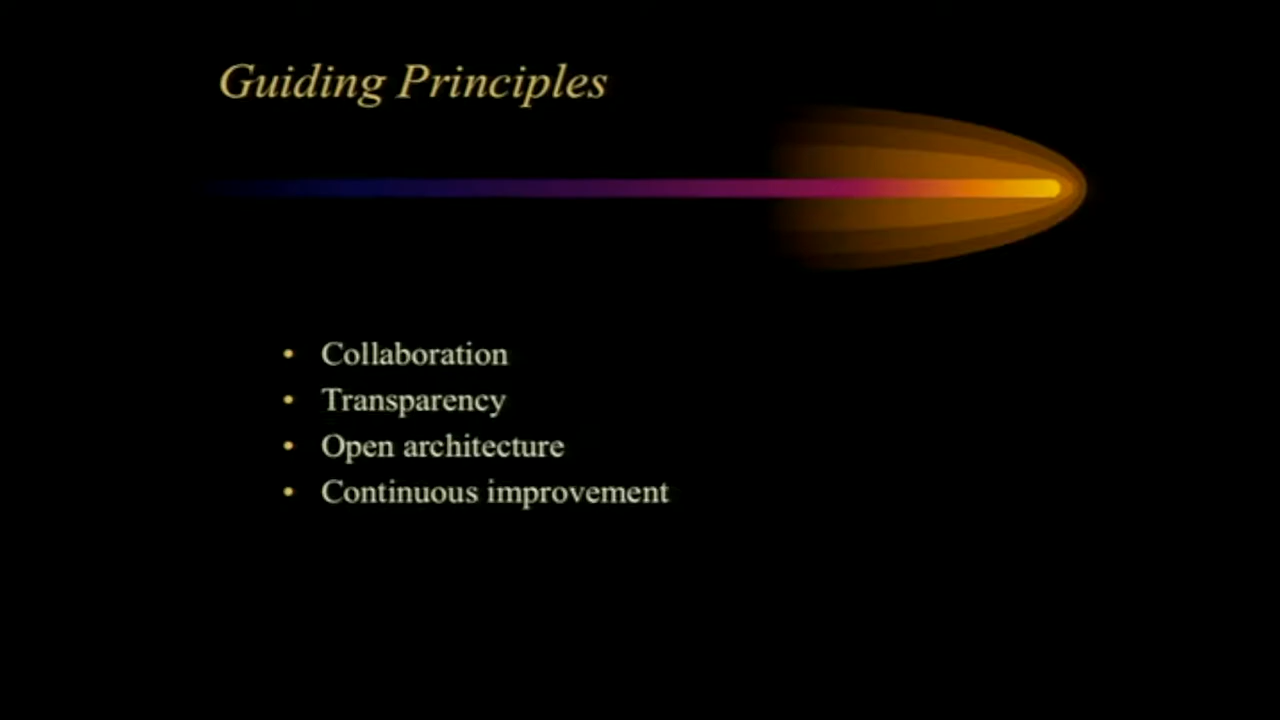 Guiding Principles
• Collaboration
• Transparency
• Open architecture
• Continuous improvement